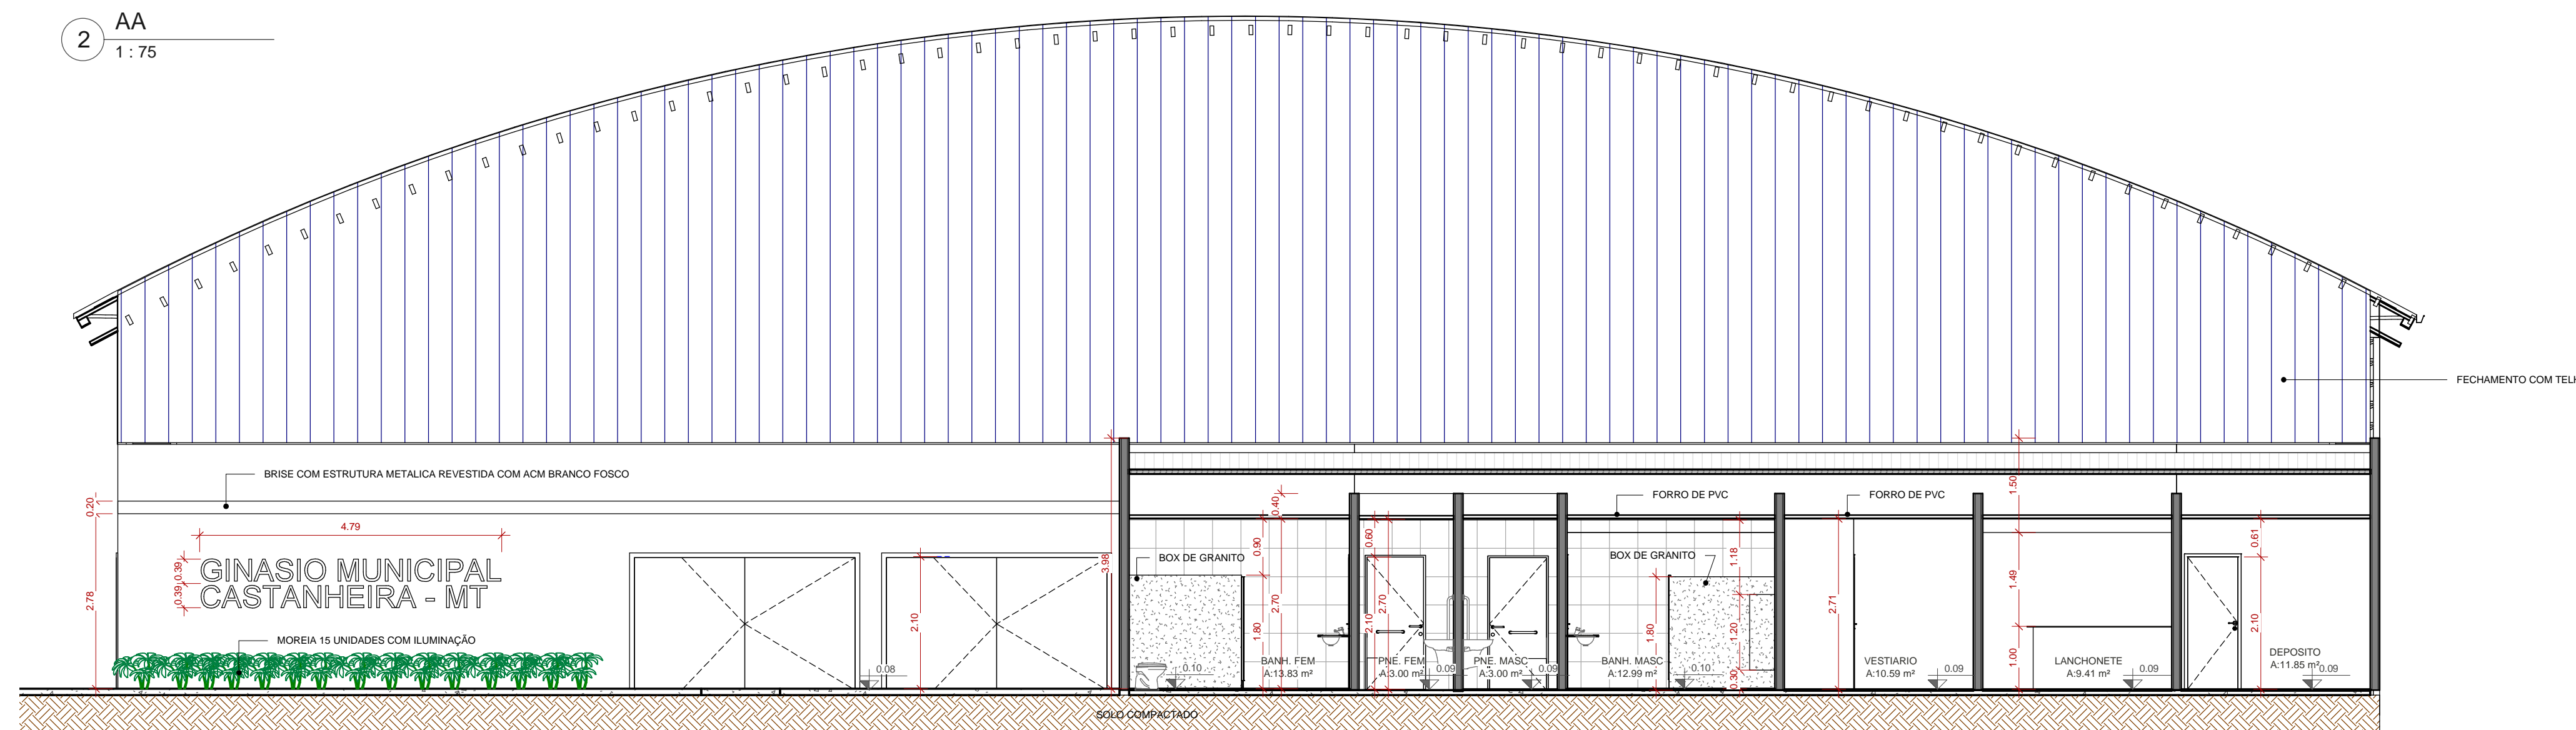 2
AA
1 : 75
FECHAMENTO COM TEL
BRISE COM ESTRUTURA METALICA REVESTIDA COM ACM BRANCO FOSCO
0.20
2.78
4.79
0.39
0.39
GINASIO MUNICIPAL
CASTANHEIRA - MT
MOREIA 15 UNIDADES COM ILUMINAÇÃO
0.08
2.10
3.98
BOX DE GRANITO
0.10
0.90
1.80
0.40
2.70
BANH. FEM
A:13.83 m²
0.60
2.10
2.70
PNE. FEM
A:3.00 m²
0.09
PNE. MASC
A:3.00 m²
0.09
FORRO DE PVC
BOX DE GRANITO
BANH. MASC
A:12.99 m²
1.80
0.10
1.18
1.20
0.30
FORRO DE PVC
2.71
VESTIARIO
A:10.59 m²
0.09
1.50
1.49
1.00
LANCHONETE
A:9.41 m²
0.09
0.61
2.10
DEPOSITO
A:11.85 m²
0.09
SOLO COMPACTADO